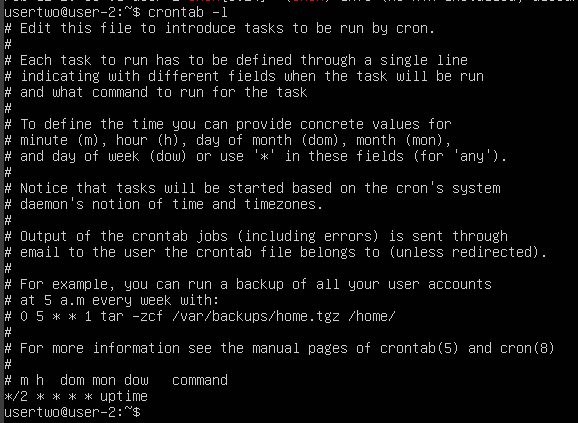 usertwo@user-2:~$ crontab -l
# Edit this file to introduce tasks to be run by cron.
#
# Each task to run has to be defined through a single line
# indicating with different fields when the task will be run
# and what command to run for the task
#
# To define the time you can provide concrete values for
# minute (m), hour (h), day of month (dom), month (mon),
# and day of week (dow) or use '*' in these fields (for 'any').
#
# Notice that tasks will be started based on the cron's system
# daemon's notion of time and timezones.
#
# Output of the crontab jobs (including errors) is sent through
# email to the user the crontab file belongs to (unless redirected).
#
# For example, you can run a backup of all your user accounts
# at 5 a.m every week with:
# 0 5 * * 1 tar -zcf /var/backups/home.tgz /home/
#
# For more information see the manual pages of crontab(5) and cron(8)
#
# m h  dom mon dow   command
*/2 * * * * uptime
usertwo@user-2:~$